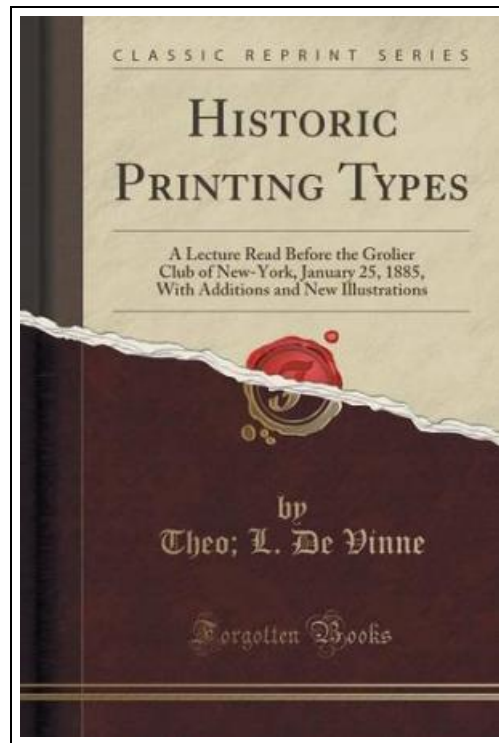 CLASSIC REPRINT SERIES
HISTORIC
PRINTING TYPES
A Lecture Read Before the Grolier
Club of New-York, January 25, 1885,
With Additions and New Illustrations
by
Theo; L. De Vinne
Forgotten Books